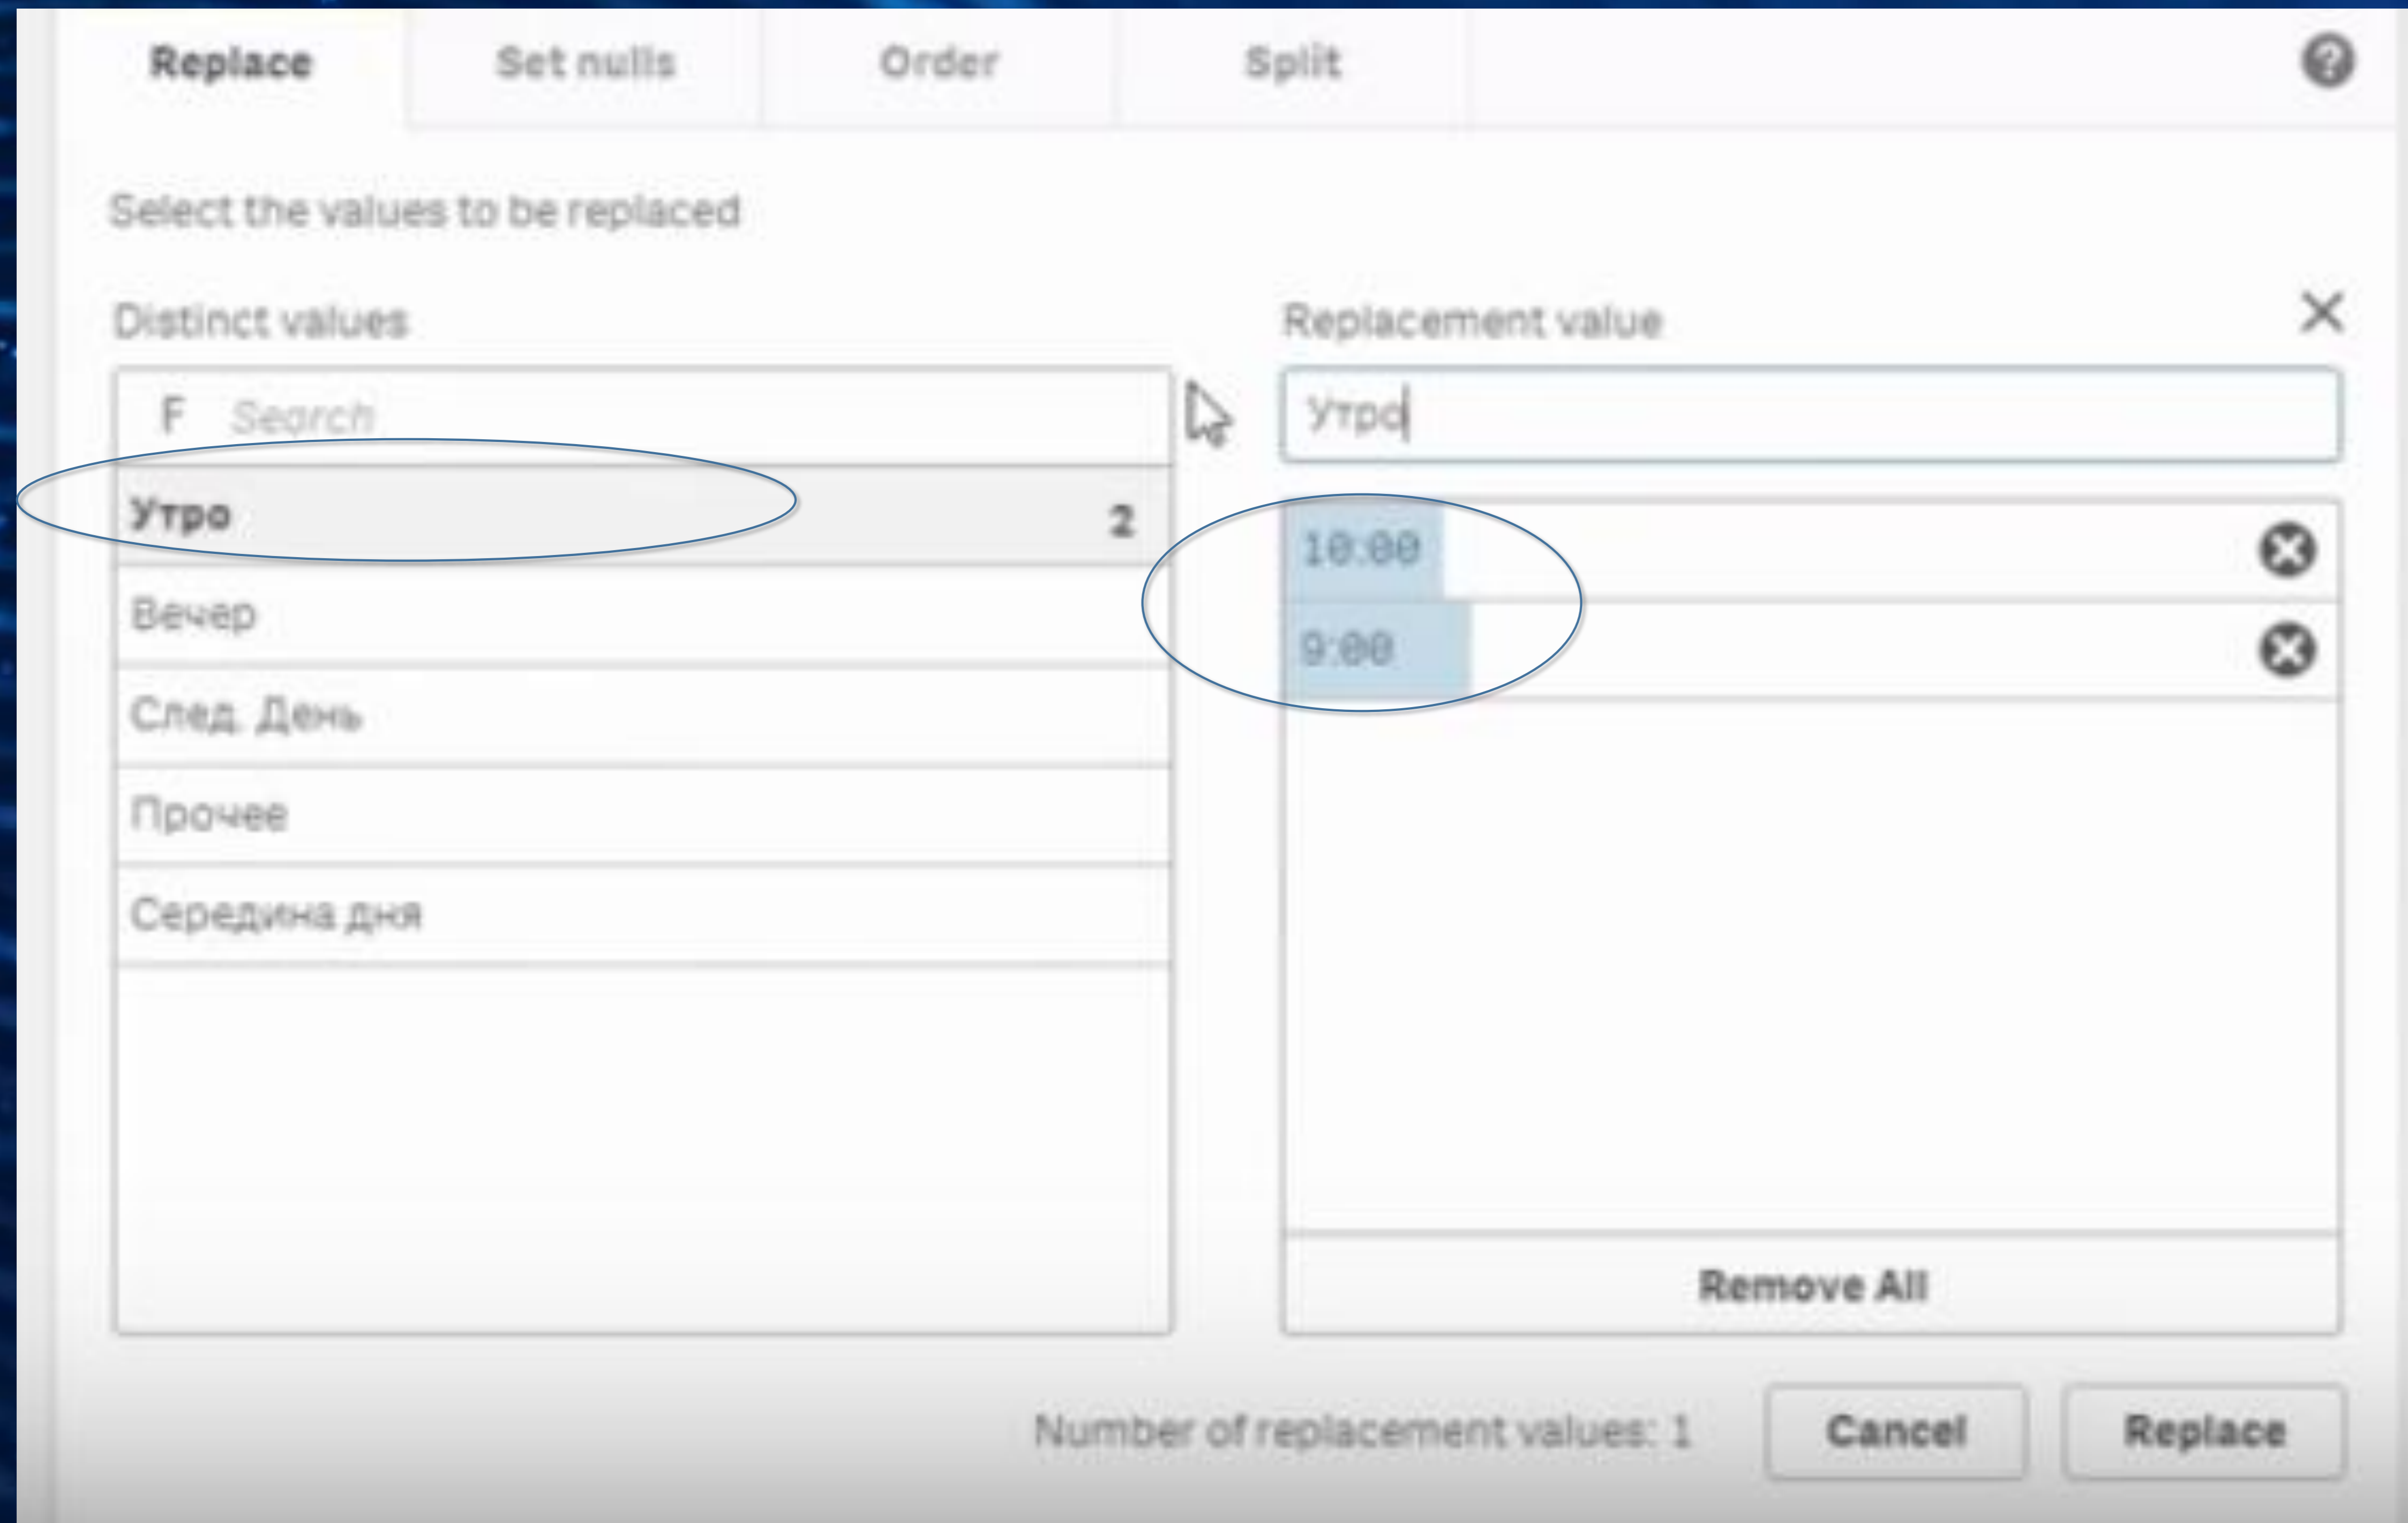 Replace Set nulls Order Split
Select the values to be replaced
Distinct values
F Search
Утро 2
Вечер
След. День
Прочее
Середина дня
Replacement value
Утро
10:00
9:00
Remove All
Number of replacement values: 1 Cancel Replace